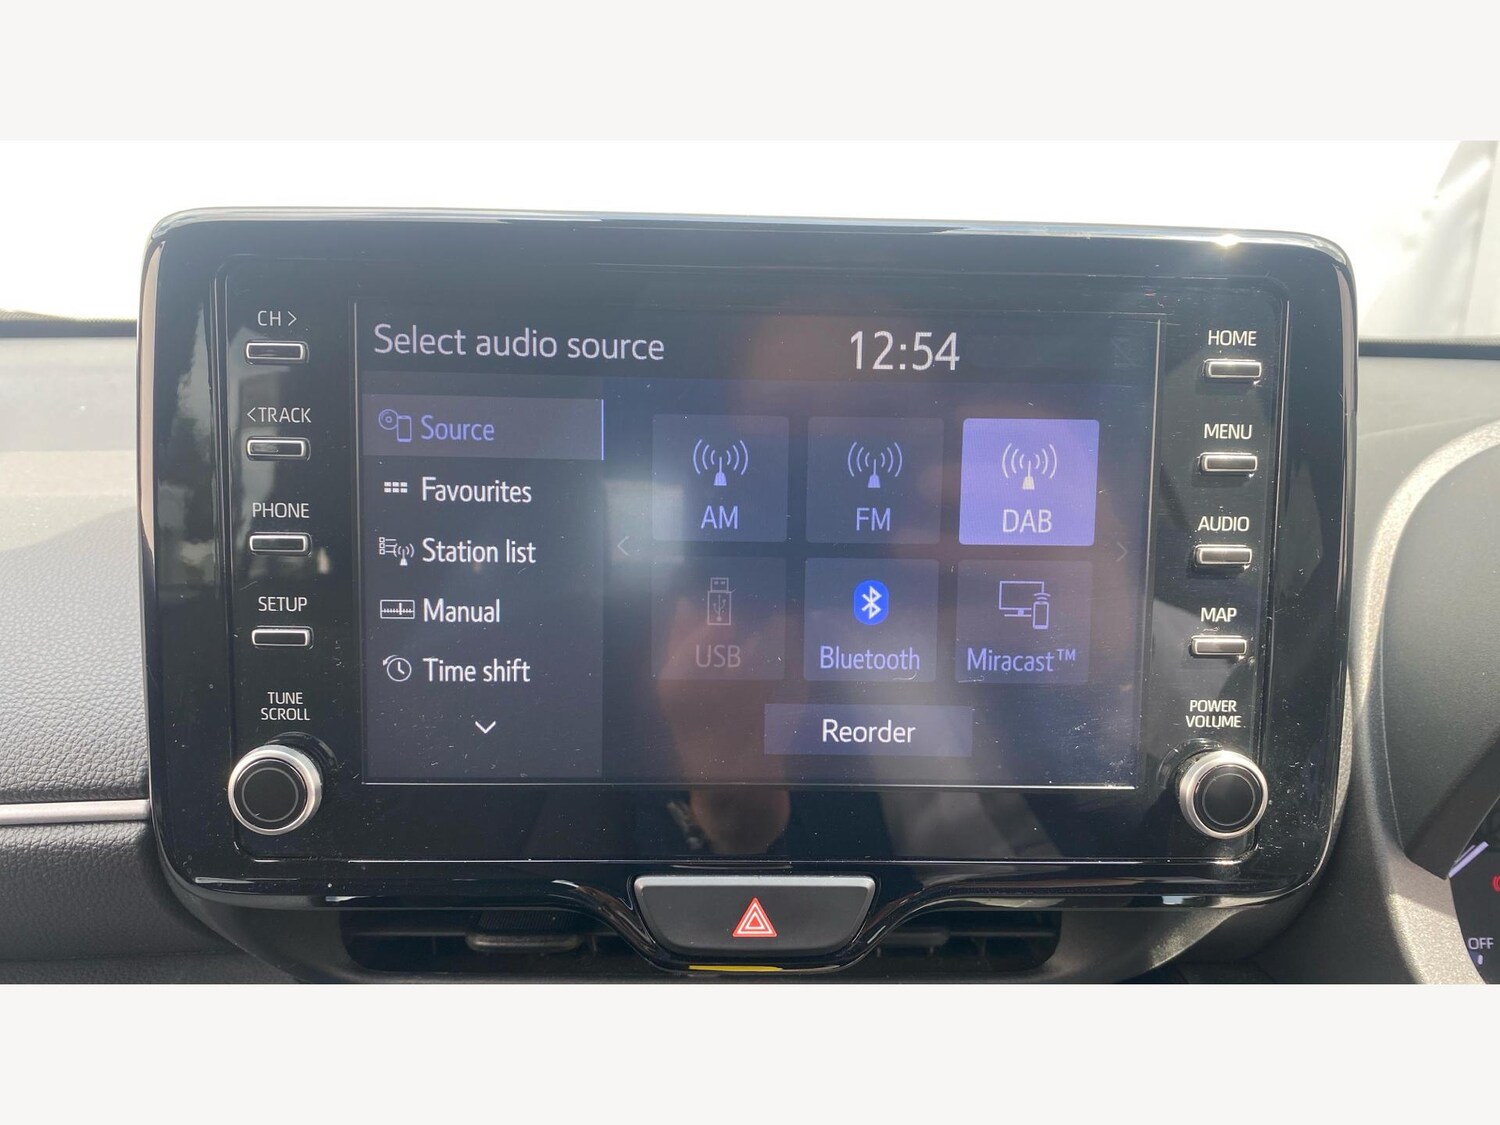 CH >
<TRACK
PHONE
SETUP
TUNE
SCROLL
Select audio source
12:54
Source
Favourites
Station list
Manual
Time shift
AM
FM
DAB
USB
Bluetooth
Miracast™
Reorder
HOME
MENU
AUDIO
MAP
POWER
VOLUME
OFF